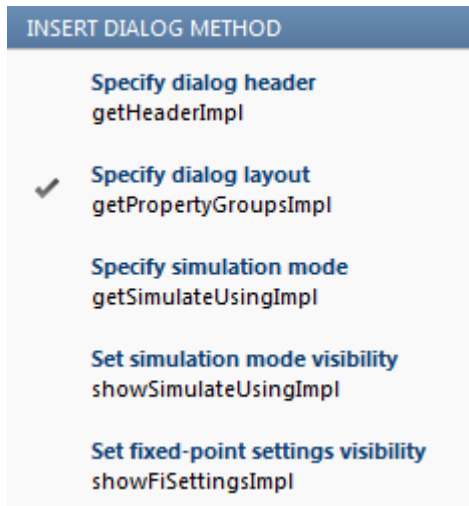 INSERT DIALOG METHOD
Specify dialog header
getHeaderImpl
Specify dialog layout
getPropertyGroupsImpl
Specify simulation mode
getSimulateUsingImpl
Set simulation mode visibility
showSimulateUsingImpl
Set fixed-point settings visibility
showFiSettingsImpl